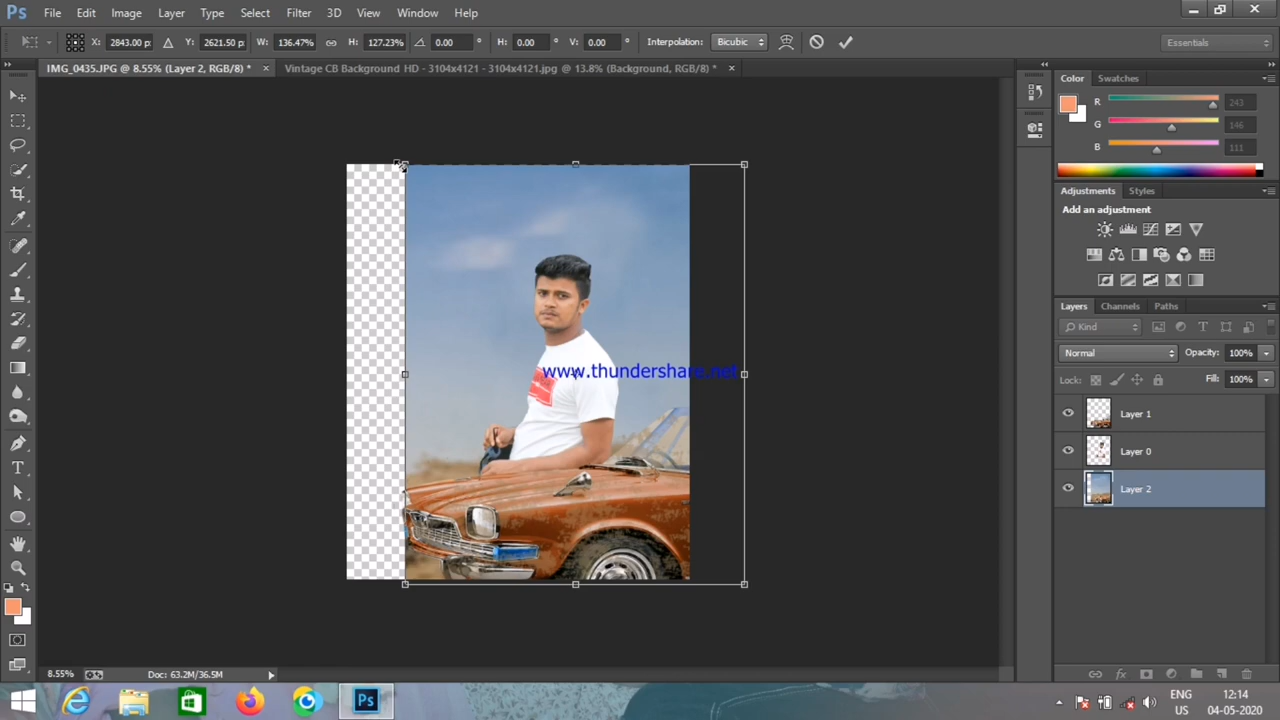 Ps File Edit Image Layer Type Select Filter 3D View Window Help
X: 2843.00 px Y: 2621.50 px W: 136.47% H: 127.23% 0.00 ° H: 0.00 ° V: 0.00 ° Interpolation: Bicubic Essentials
IMG_0435.JPG @ 8.55% (Layer 2, RGB/8) * × Vintage CB Background HD - 3104x4121 - 3104x4121.jpg @ 13.8% (Background, RGB/8) * ×
Color Swatches
R 243
G 146
B 111
Adjustments Styles
Add an adjustment
Layers Channels Paths
Kind
Normal Opacity: 100%
Lock: Fill: 100%
Layer 1
Layer 0
Layer 2
www.thundershare.net
8.55% Doc: 63.2M/36.5M
Ps
ENG 12:14
US 04-05-2020